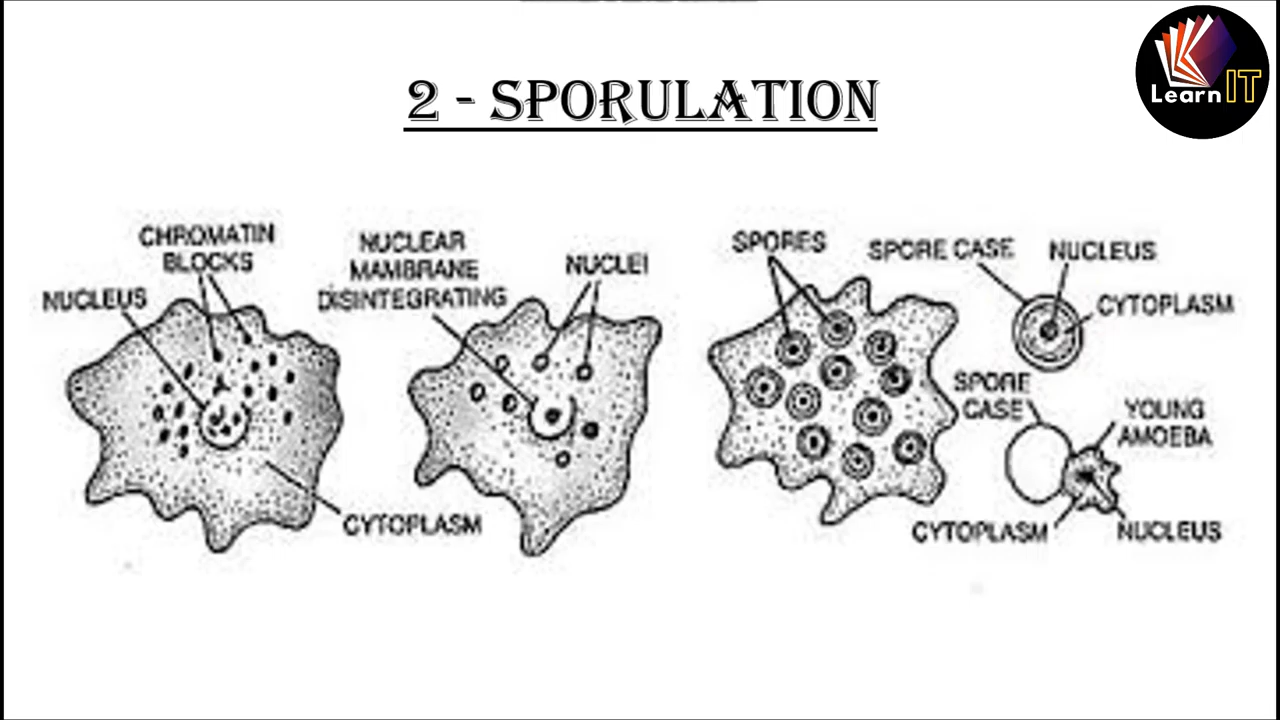 Learn IT
2 - SPORULATION
CHROMATIN
BLOCKS
NUCLEUS
NUCLEAR
MAMBRANE
DISINTEGRATING
NUCLEI
CYTOPLASM
SPORES
SPORE CASE
NUCLEUS
CYTOPLASM
SPORE
CASE
YOUNG
AMOEBA
CYTOPLASM
NUCLEUS